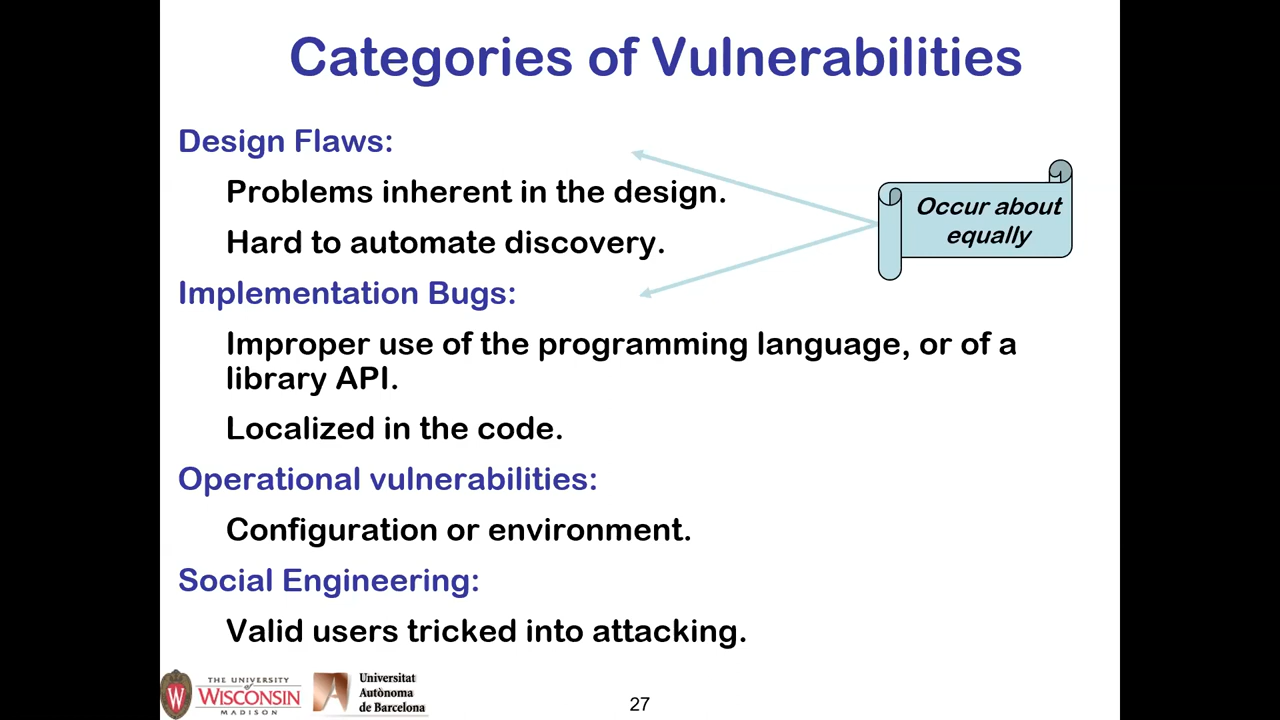 Categories of Vulnerabilities
Design Flaws:
Problems inherent in the design.
Hard to automate discovery.
Occur about
equally
Implementation Bugs:
Improper use of the programming language, or of a
library API.
Localized in the code.
Operational vulnerabilities:
Configuration or environment.
Social Engineering:
Valid users tricked into attacking.
W
THE UNIVERSITY
of
WISCONSIN
MADISON
Universitat
Autònoma
de Barcelona
27